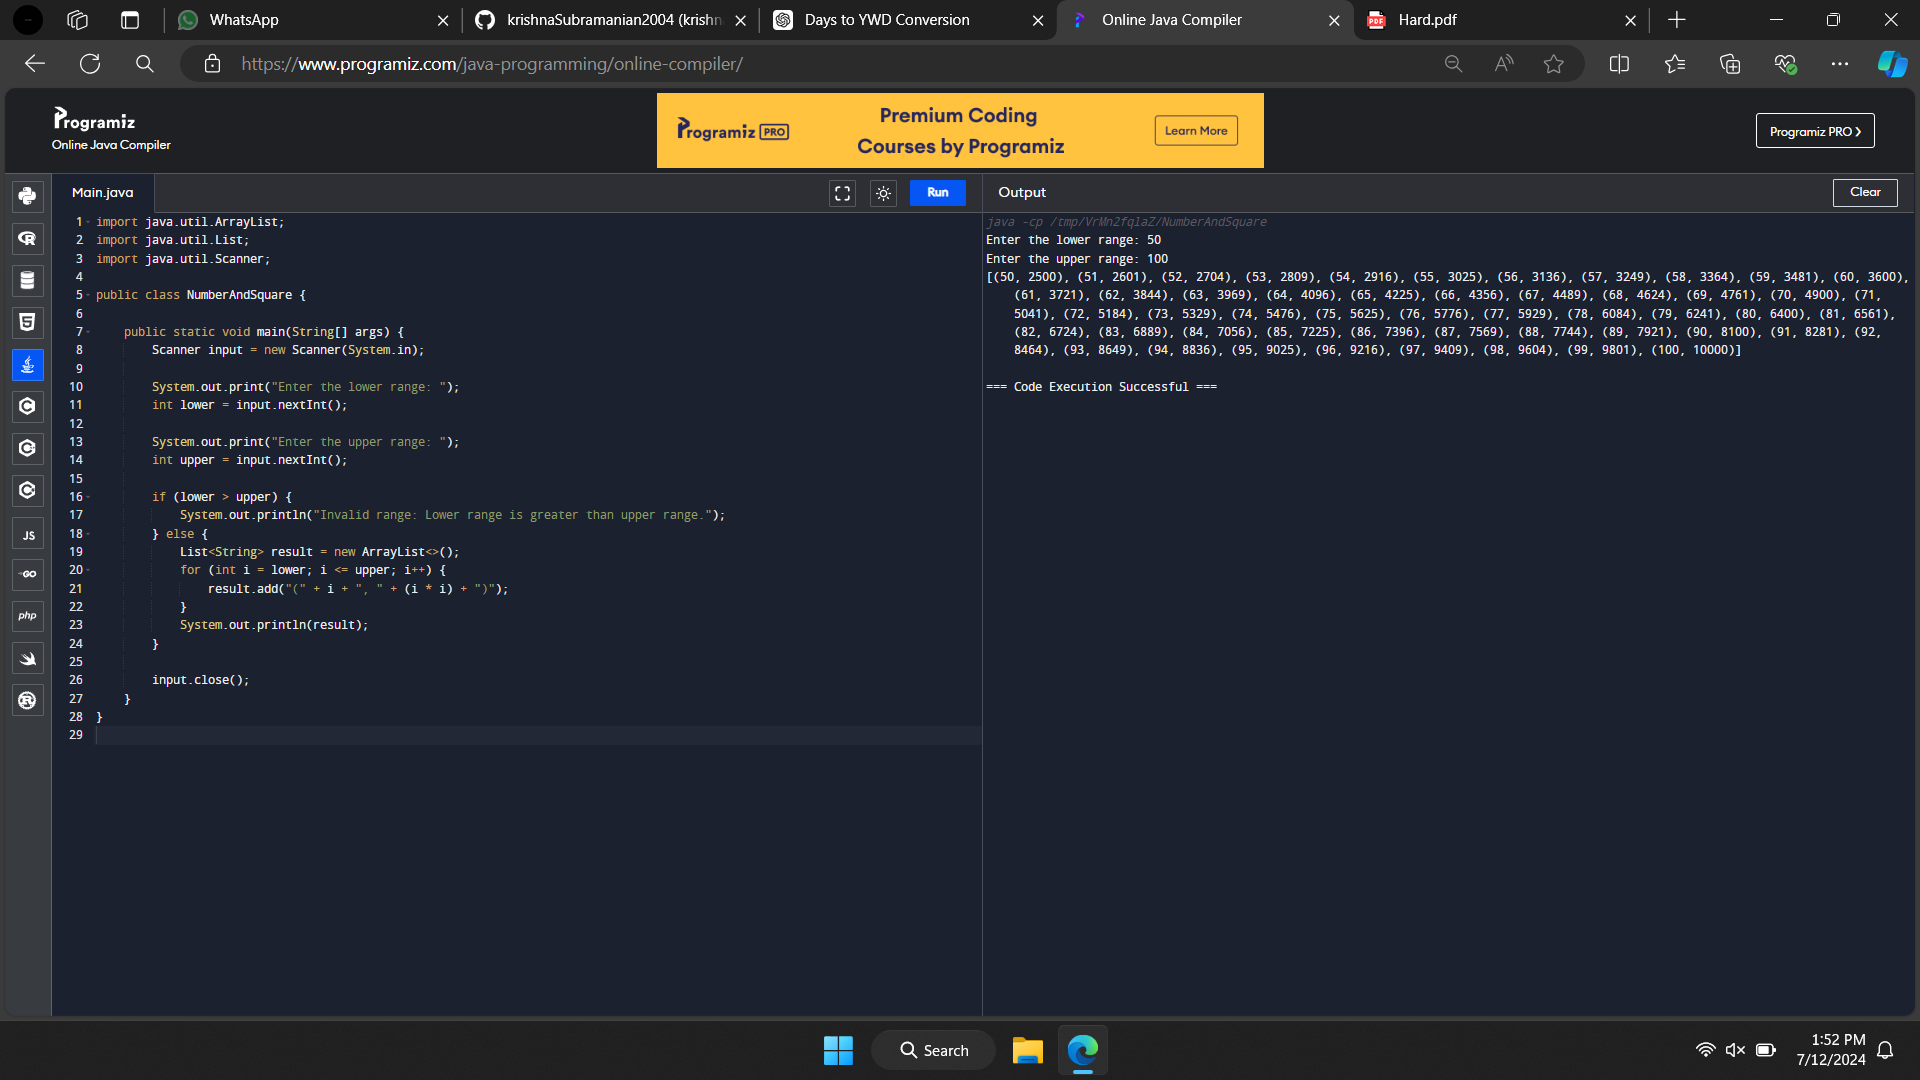 WhatsApp
krishnaSubramanian2004 (krishn
Days to YWD Conversion
Online Java Compiler
Hard.pdf
https://www.programiz.com/java-programming/online-compiler/
Programiz
Online Java Compiler
Programiz PRO
Premium Coding
Courses by Programiz
Learn More
Programiz PRO
Main.java
Run
Output
Clear
1 import java.util.ArrayList;
2 import java.util.List;
3 import java.util.Scanner;
4
5 public class NumberAndSquare {
6
7 public static void main(String[] args) {
8 Scanner input = new Scanner(System.in);
9
10 System.out.print("Enter the lower range: ");
11 int lower = input.nextInt();
12
13 System.out.print("Enter the upper range: ");
14 int upper = input.nextInt();
15
16 if (lower > upper) {
17 System.out.println("Invalid range: Lower range is greater than upper range.");
18 } else {
19 List<String> result = new ArrayList<>();
20 for (int i = lower; i <= upper; i++) {
21 result.add("(" + i + ", " + (i * i) + ")");
22 }
23 System.out.println(result);
24 }
25
26 input.close();
27 }
28 }
29
java -cp /tmp/VrMn2fqlaZ/NumberAndSquare
Enter the lower range: 50
Enter the upper range: 100
[(50, 2500), (51, 2601), (52, 2704), (53, 2809), (54, 2916), (55, 3025), (56, 3136), (57, 3249), (58, 3364), (59, 3481), (60, 3600),
(61, 3721), (62, 3844), (63, 3969), (64, 4096), (65, 4225), (66, 4356), (67, 4489), (68, 4624), (69, 4761), (70, 4900), (71,
5041), (72, 5184), (73, 5329), (74, 5476), (75, 5625), (76, 5776), (77, 5929), (78, 6084), (79, 6241), (80, 6400), (81, 6561),
(82, 6724), (83, 6889), (84, 7056), (85, 7225), (86, 7396), (87, 7569), (88, 7744), (89, 7921), (90, 8100), (91, 8281), (92,
8464), (93, 8649), (94, 8836), (95, 9025), (96, 9216), (97, 9409), (98, 9604), (99, 9801), (100, 10000)]
=== Code Execution Successful ===
JS
GO
php
Search
1:52 PM
7/12/2024